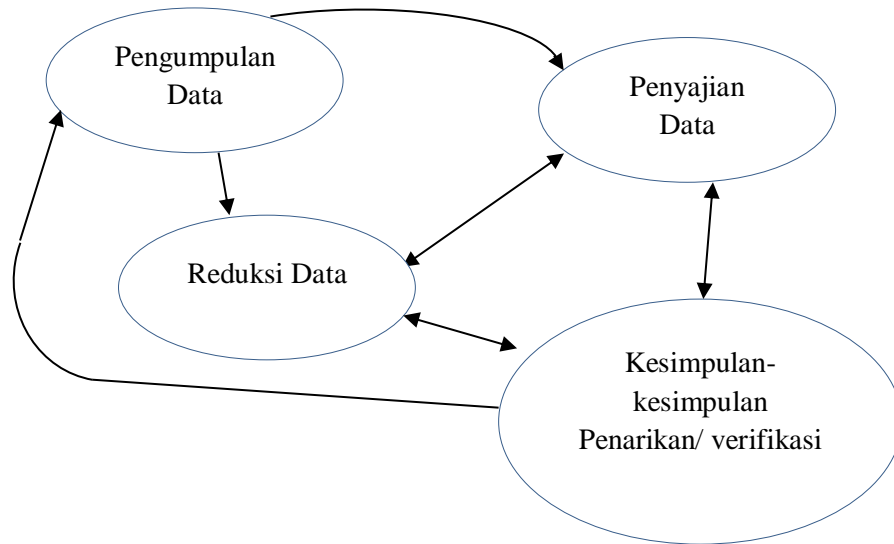 Pengumpulan
Data
Penyajian
Data
Reduksi Data
Kesimpulan-
kesimpulan
Penarikan/ verifikasi